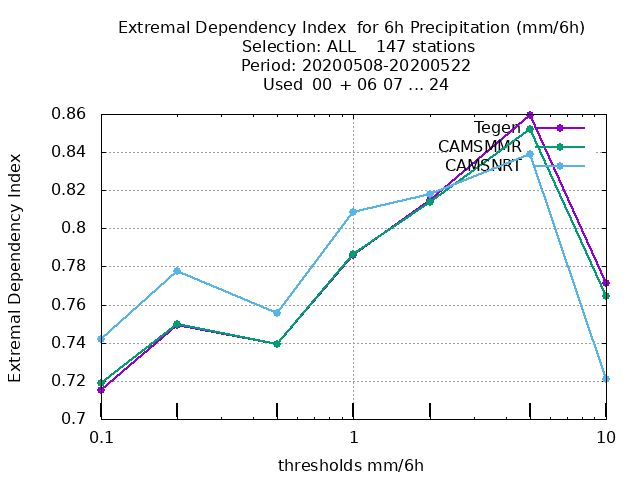 Extremal Dependency Index  for 6h Precipitation (mm/6h)
Selection: ALL    147 stations
Period: 20200508-20200522
Used  00  + 06 07 ... 24
Extremal Dependency Index
0.86
0.84
0.82
0.8
0.78
0.76
0.74
0.72
0.7
Tegen
CAMSMMR
CAMSNRT
0.1
1
10
thresholds mm/6h